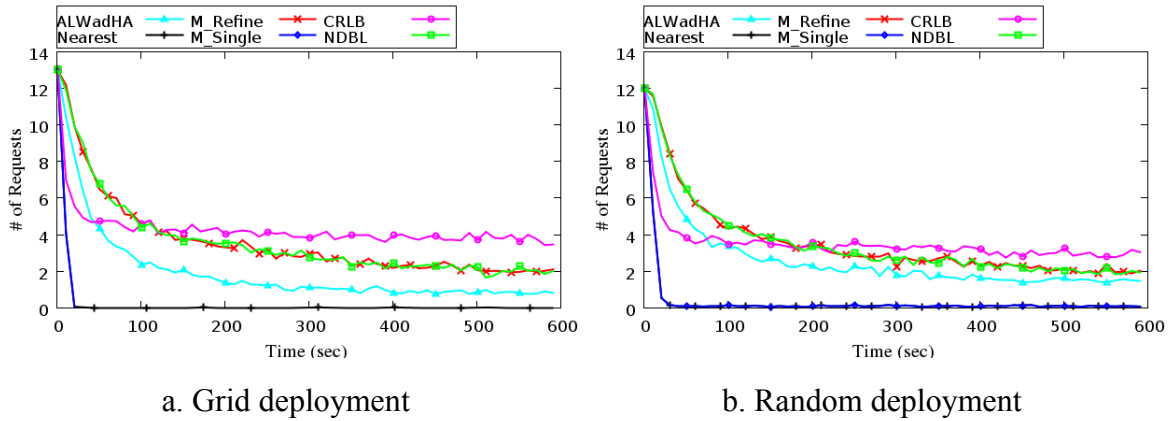 ALWadHA M_Refine CRLB
Nearest M_Single NDBL
14
12
10
8
6
4
2
0
# of Requests
0 100 200 300 400 500 600
Time (sec)
a. Grid deployment
ALWadHA M_Refine CRLB
Nearest M_Single NDBL
14
12
10
8
6
4
2
0
# of Requests
0 100 200 300 400 500 600
Time (sec)
b. Random deployment